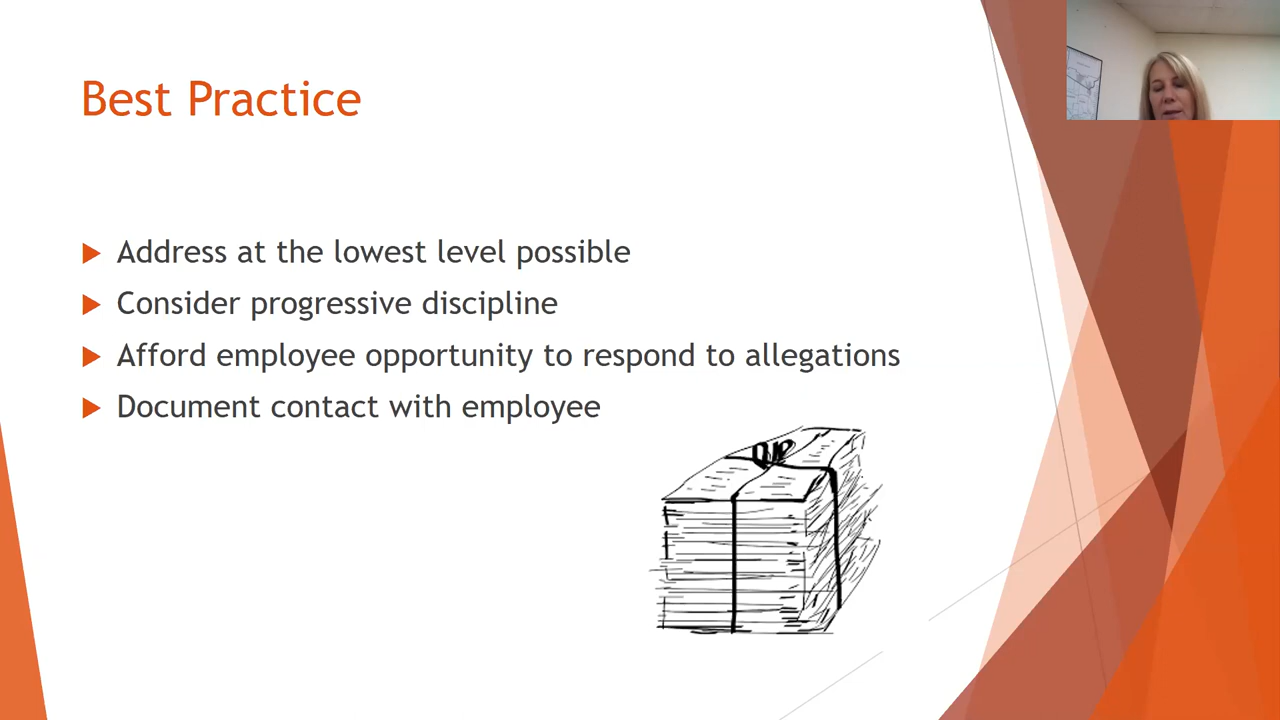 Best Practice
Address at the lowest level possible
Consider progressive discipline
Afford employee opportunity to respond to allegations
Document contact with employee